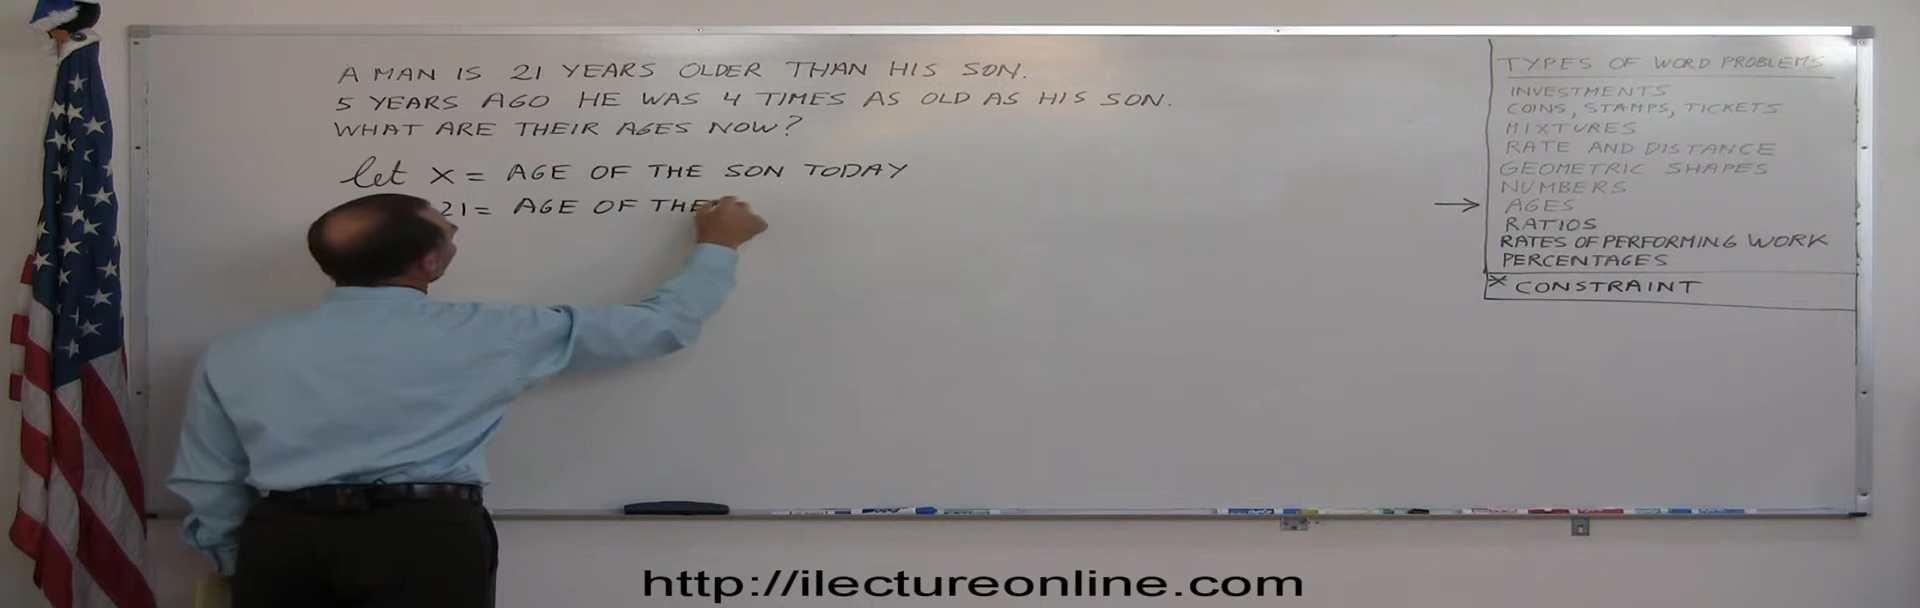 A MAN IS 21 YEARS OLDER THAN HIS SON.
5 YEARS AGO HE WAS 4 TIMES AS OLD AS HIS SON.
WHAT ARE THEIR AGES NOW?
let x = AGE OF THE SON TODAY
21 = AGE OF THE
TYPES OF WORD PROBLEMS
INVESTMENTS
COINS, STAMPS, TICKETS
MIXTURES
RATE AND DISTANCE
GEOMETRIC SHAPES
NUMBERS
→ AGES
RATIOS
RATES OF PERFORMING WORK
PERCENTAGES
* CONSTRAINT
http://ilectureonline.com